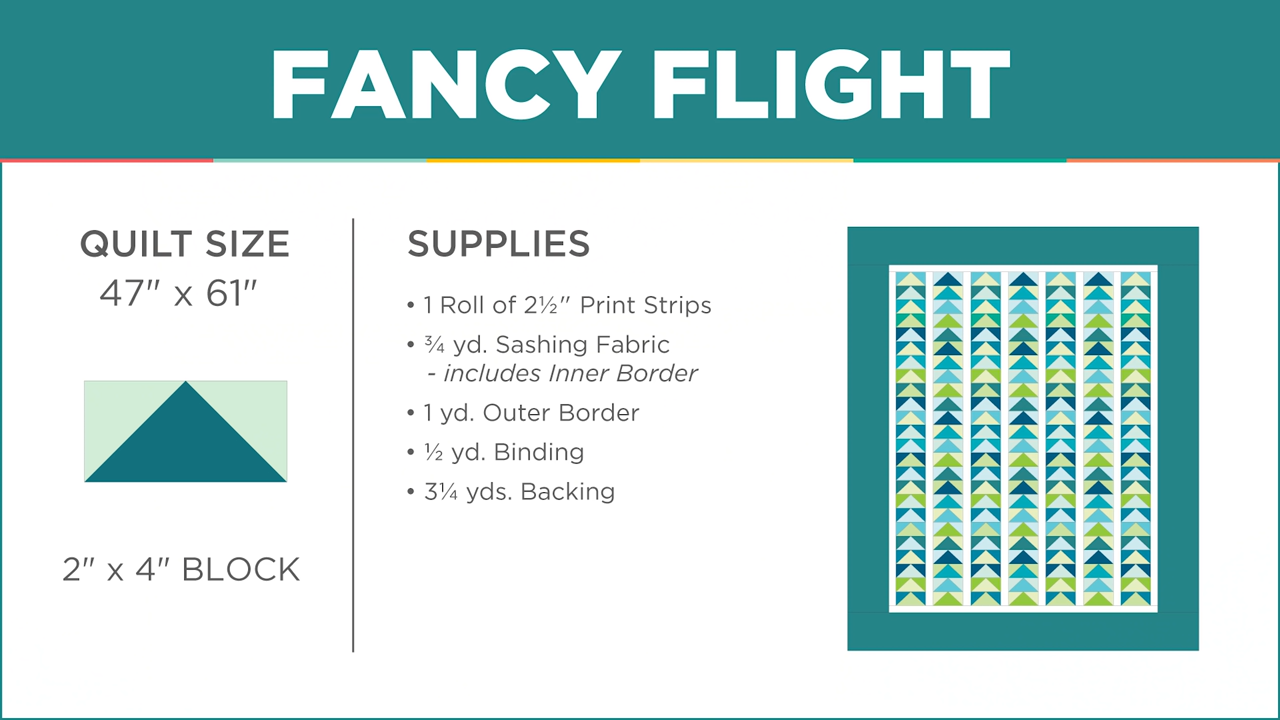 FANCY FLIGHT
QUILT SIZE
47" x 61"
2" x 4" BLOCK
SUPPLIES
• 1 Roll of 2½" Print Strips
• ¾ yd. Sashing Fabric
- includes Inner Border
• 1 yd. Outer Border
• ½ yd. Binding
• 3¼ yds. Backing